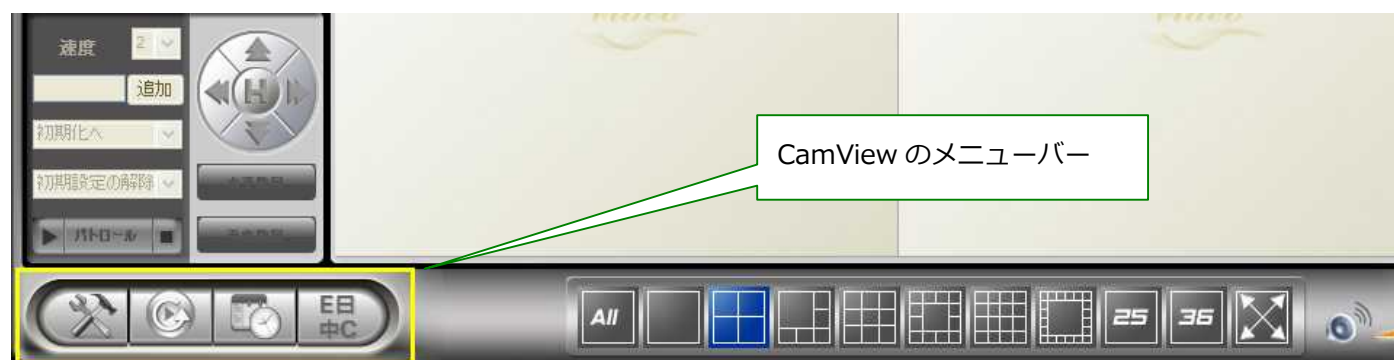 速度 2
追加
初期化へ
初期設定の解除
パトロール
H
CamView のメニューバー
E日
中C
All
25
36